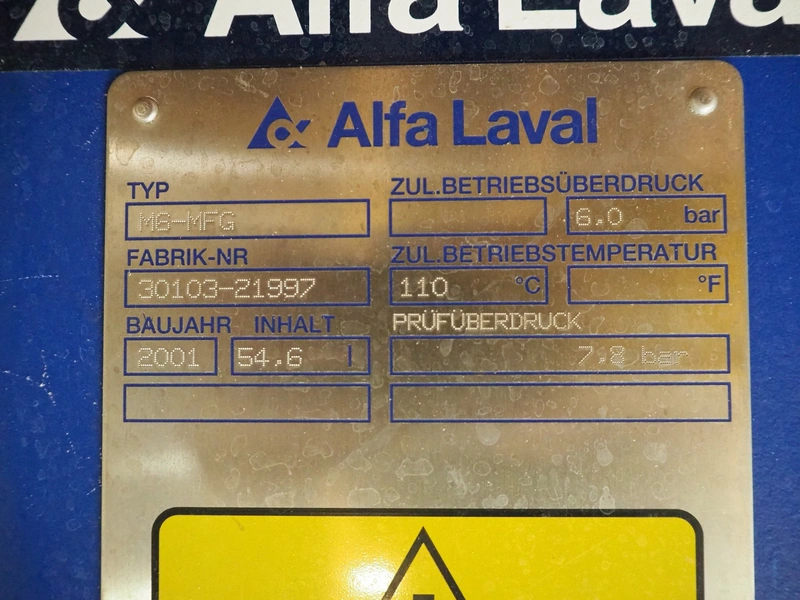 Alfa Laval
Alfa Laval
TYP
M6-MFG
ZUL.BETRIEBSÜBERDRUCK
6.0 bar
FABRIK-NR
30103-21997
ZUL.BETRIEBSTEMPERATUR
110 °C °F
BAUJAHR INHALT
2001 54.6 l
PRÜFÜBERDRUCK
7.8 bar